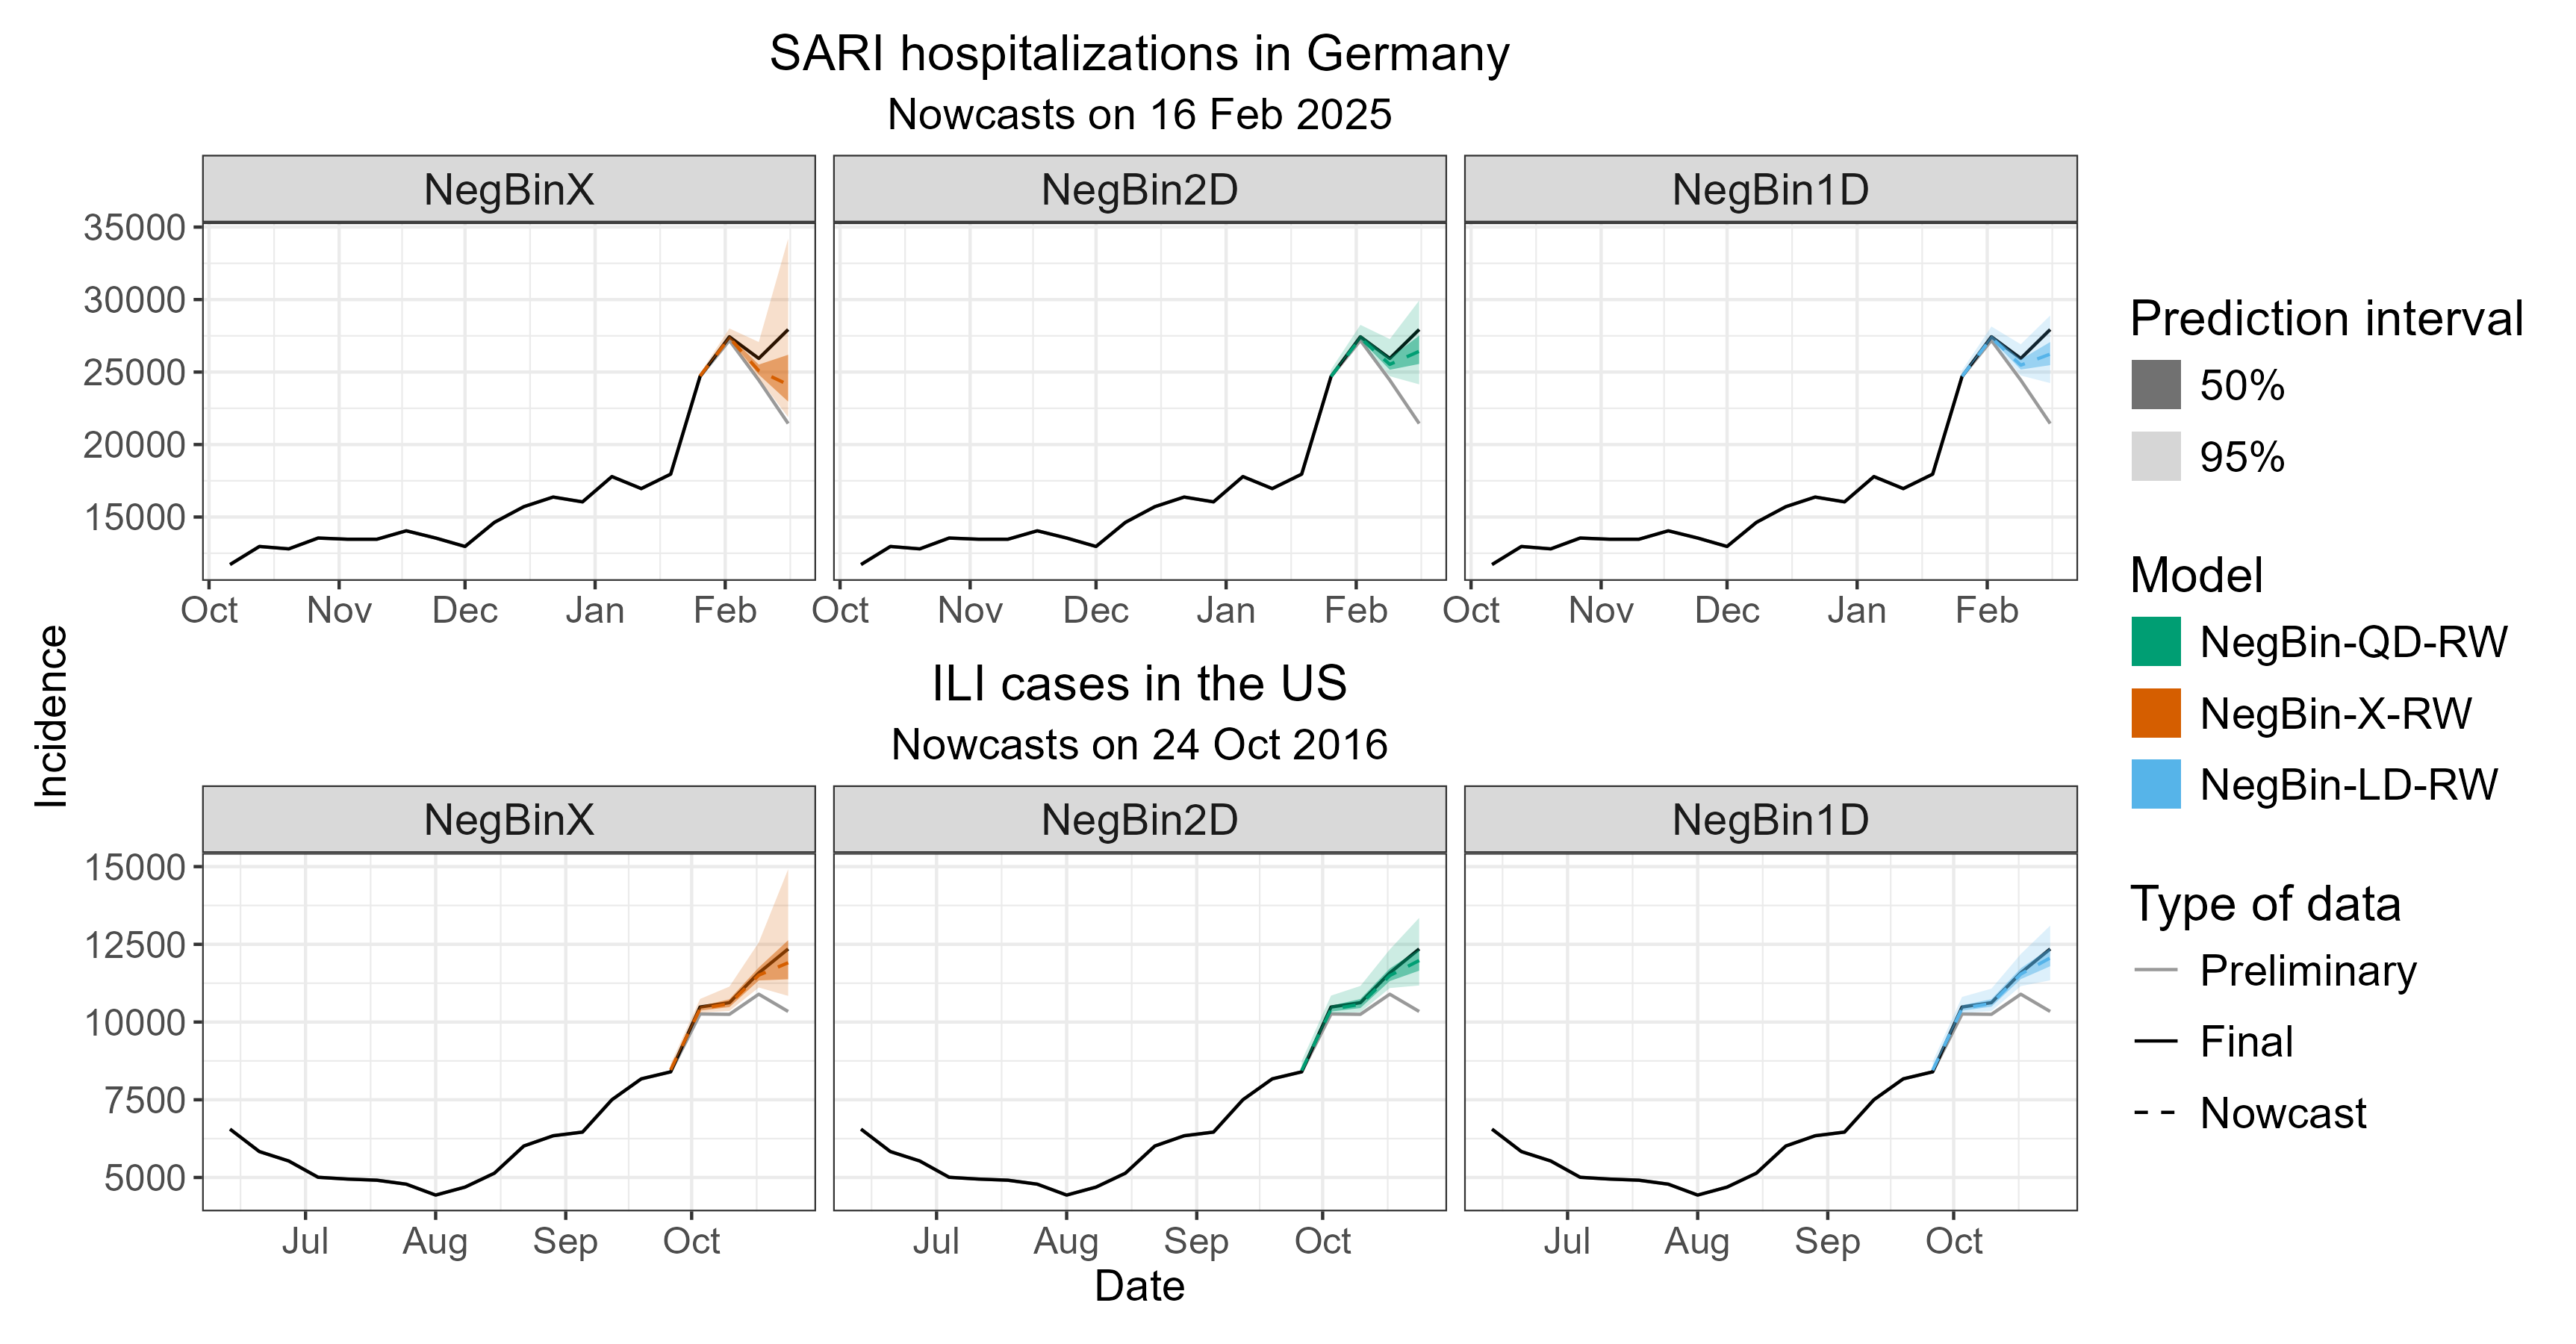 SARI hospitalizations in Germany
Nowcasts on 16 Feb 2025
NegBinX
NegBin2D
NegBin1D
35000
30000
25000
20000
15000
Oct Nov Dec Jan Feb
Oct Nov Dec Jan Feb
Oct Nov Dec Jan Feb
ILI cases in the US
Nowcasts on 24 Oct 2016
NegBinX
NegBin2D
NegBin1D
15000
12500
10000
7500
5000
Jul Aug Sep Oct
Jul Aug Sep Oct
Jul Aug Sep Oct
Date
Incidence
Prediction interval
50%
95%
Model
NegBin-QD-RW
NegBin-X-RW
NegBin-LD-RW
Type of data
Preliminary
Final
Nowcast